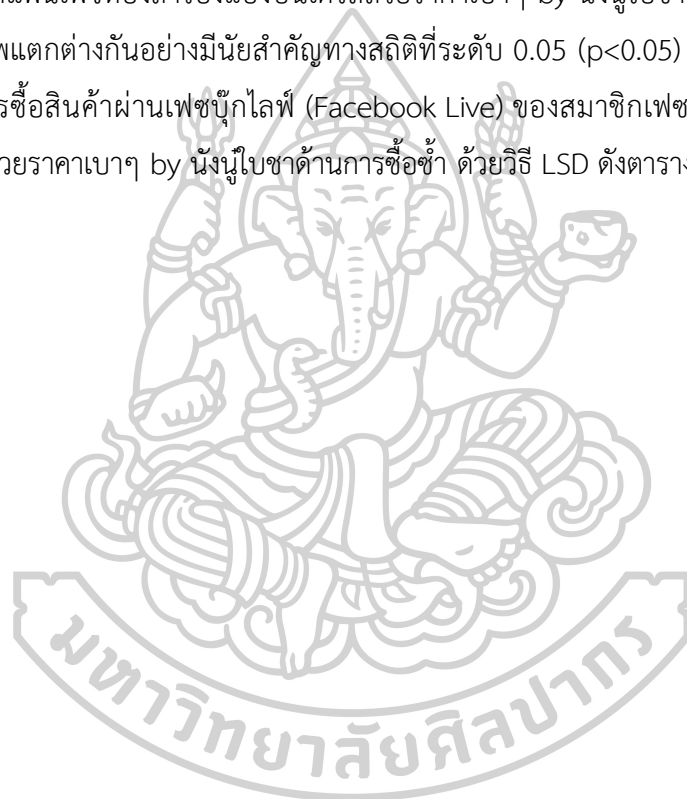 พแตกต่างกันอย่างมีนัยสำคัญทางสถิติที่ระดับ 0.05 (p<0.05)
รซื้อสินค้าผ่านเฟซบุ๊กไลฟ์ (Facebook Live) ของสมาชิกเฟซ
วยราคาเบาๆ by นังนู๋ใบชาด้านการซื้อซ้ำ ด้วยวิธี LSD ดังตาราง
มหาวิทยาลัยศิลปากร